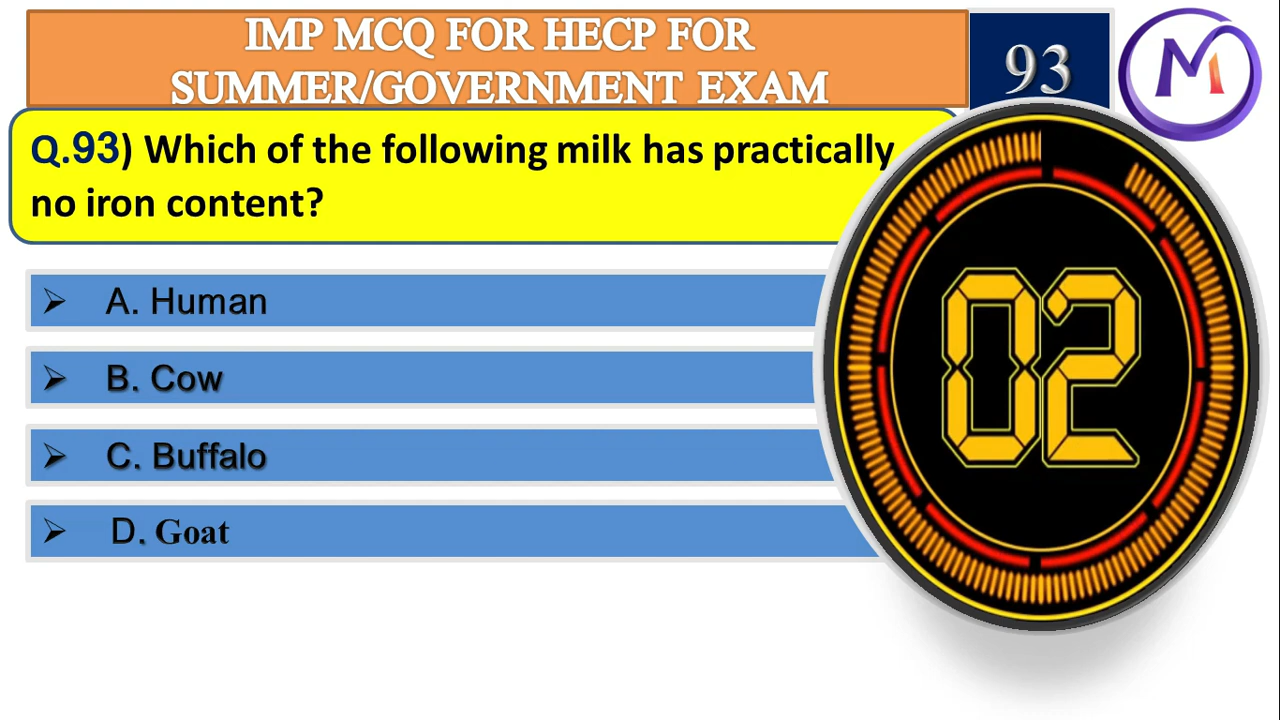 IMP MCQ FOR HECP FOR
SUMMER/GOVERNMENT EXAM
93
M
Q.93) Which of the following milk has practically
no iron content?
➢ A. Human
➢ B. Cow
➢ C. Buffalo
➢ D. Goat
02